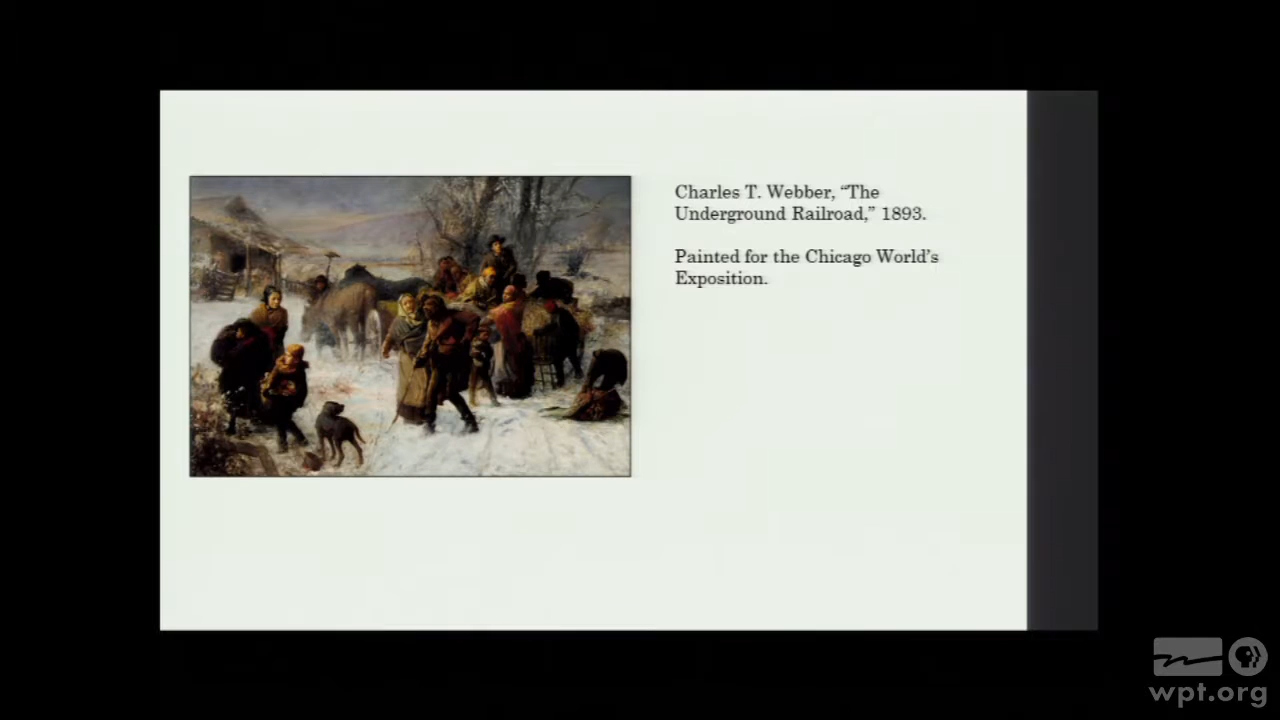 Charles T. Webber, “The
Underground Railroad,” 1893.
Painted for the Chicago World’s
Exposition.
wpt.org